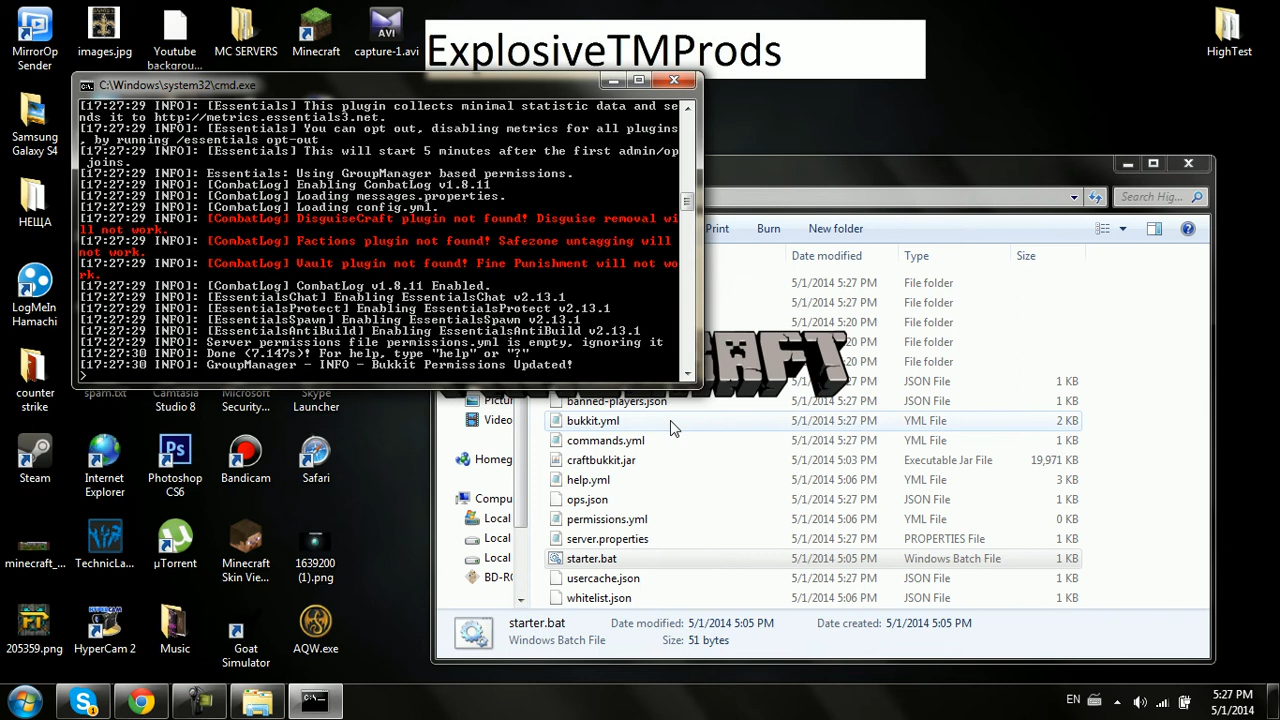 MirrorOp
Sender
images.jpg
Youtube
backgrou...
MC SERVERS
Minecraft
AVI
capture-1.avi
ExplosiveTMProds
HighTest
C:\Windows\system32\cmd.exe
[17:27:29 INFO]: [Essentials] This plugin collects minimal statistic data and se
nds it to http://metrics.essentials3.net.
[17:27:29 INFO]: [Essentials] You can opt out, disabling metrics for all plugins
, by running /essentials opt-out
[17:27:29 INFO]: [Essentials] This will start 5 minutes after the first admin/op
 joins.
[17:27:29 INFO]: Essentials: Using GroupManager based permissions.
[17:27:29 INFO]: [CombatLog] Enabling CombatLog v1.8.11
[17:27:29 INFO]: [CombatLog] Loading messages.properties.
[17:27:29 INFO]: [CombatLog] Loading config.yml.
[17:27:29 INFO]: [CombatLog] DisguiseCraft plugin not found! Disguise removal wi
ll not work.
[17:27:29 INFO]: [CombatLog] Factions plugin not found! Safezone untagging will
not work.
[17:27:29 INFO]: [CombatLog] Vault plugin not found! Fine Punishment will not wo
rk.
[17:27:29 INFO]: [CombatLog] CombatLog v1.8.11 Enabled.
[17:27:29 INFO]: [EssentialsChat] Enabling EssentialsChat v2.13.1
[17:27:29 INFO]: [EssentialsProtect] Enabling EssentialsProtect v2.13.1
[17:27:29 INFO]: [EssentialsSpawn] Enabling EssentialsSpawn v2.13.1
[17:27:29 INFO]: [EssentialsAntiBuild] Enabling EssentialsAntiBuild v2.13.1
[17:27:29 INFO]: Server permissions file permissions.yml is empty, ignoring it
[17:27:30 INFO]: Done (7.147s)! For help, type "help" or "?"
[17:27:30 INFO]: GroupManager - INFO - Bukkit Permissions Updated!
>
Samsung
Galaxy S4
НЕЩА
LogMeIn
Hamachi
counter
strike
spam.txt
Camtasia
Studio 8
Microsoft
Security...
Skype
Launcher
Steam
Internet
Explorer
Photoshop
CS6
Bandicam
Safari
minecraft_...
TechnicLa...
µTorrent
Minecraft
Skin Vie...
1639200
(1).png
205359.png
HyperCam 2
Music
Goat
Simulator
AQW.exe
Search Hig...
Print
Burn
New folder
Date modified
Type
Size
5/1/2014 5:27 PM File folder
5/1/2014 5:27 PM File folder
5/1/2014 5:20 PM File folder
5/1/2014 5:20 PM File folder
5/1/2014 5:27 PM JSON File 1 KB
banned-players.json 5/1/2014 5:27 PM JSON File 1 KB
bukkit.yml 5/1/2014 5:27 PM YML File 2 KB
commands.yml 5/1/2014 5:27 PM YML File 1 KB
craftbukkit.jar 5/1/2014 5:03 PM Executable Jar File 19,971 KB
help.yml 5/1/2014 5:06 PM YML File 3 KB
ops.json 5/1/2014 5:27 PM JSON File 1 KB
permissions.yml 5/1/2014 5:06 PM YML File 0 KB
server.properties 5/1/2014 5:27 PM PROPERTIES File 1 KB
starter.bat 5/1/2014 5:05 PM Windows Batch File 1 KB
usercache.json 5/1/2014 5:27 PM JSON File 1 KB
whitelist.json 5/1/2014 5:06 PM JSON File 1 KB
Pictu
Video
Homeg
Compu
Local
Local
Local
BD-RC
starter.bat Date modified: 5/1/2014 5:05 PM Date created: 5/1/2014 5:05 PM
Windows Batch File Size: 51 bytes
EN
5:27 PM
5/1/2014